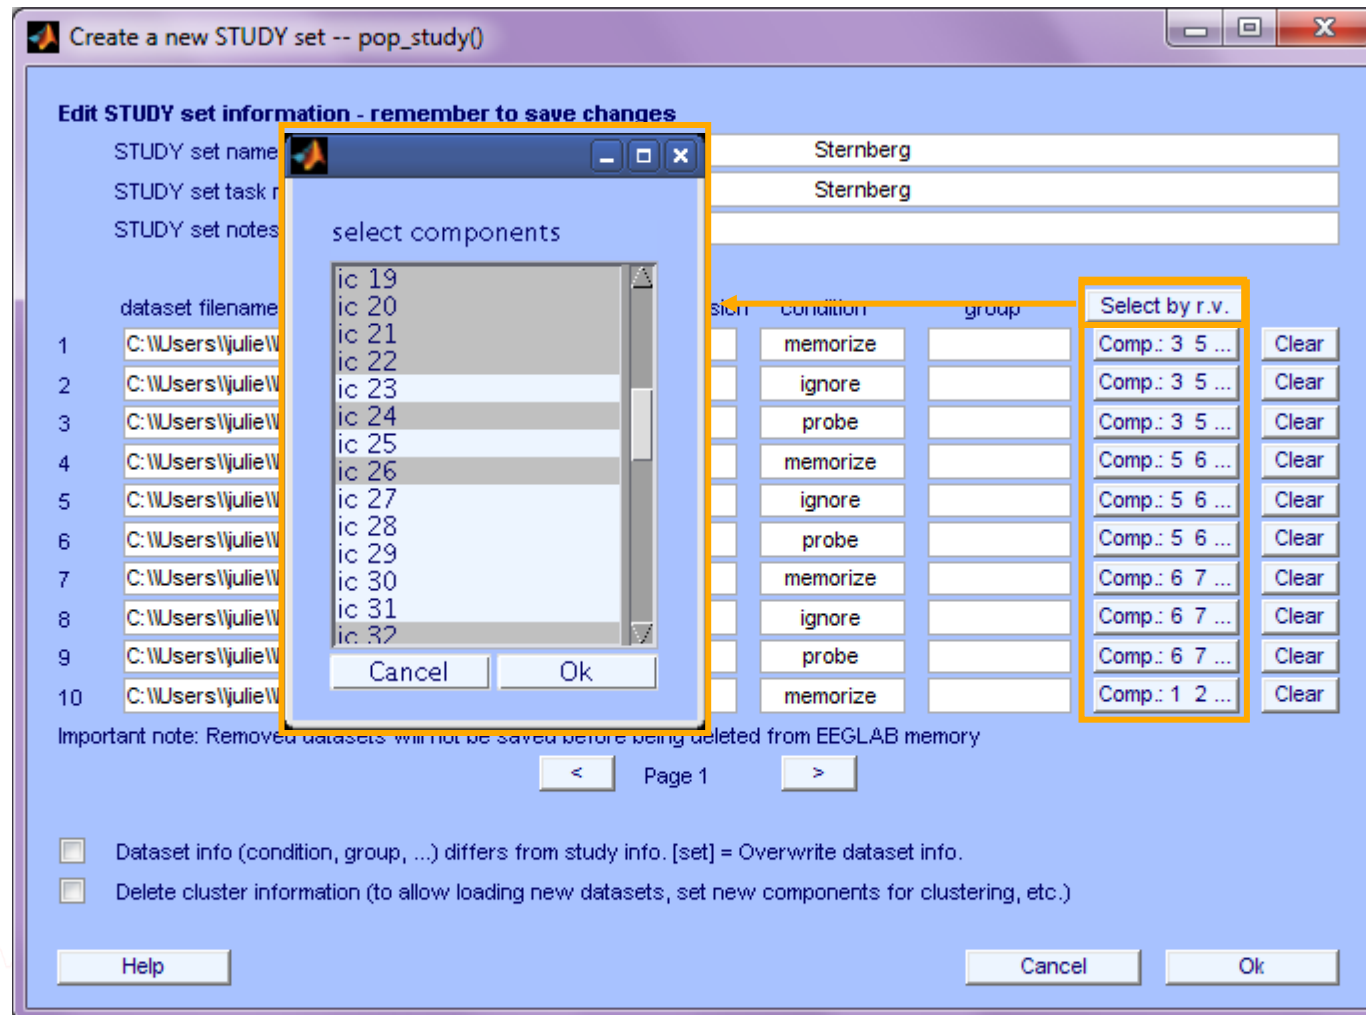 Create a new STUDY set -- pop_study()
Edit STUDY set information - remember to save changes
STUDY set name Sternberg
STUDY set task Sternberg
STUDY set notes
select components
ic 19
ic 20
ic 21
ic 22
ic 23
ic 24
ic 25
ic 26
ic 27
ic 28
ic 29
ic 30
ic 31
ic 32
Cancel Ok
dataset filename condition group Select by r.v.
1 C:\\Users\\julie\\ memorize Comp.: 3 5 ... Clear
2 C:\\Users\\julie\\ ignore Comp.: 3 5 ... Clear
3 C:\\Users\\julie\\ probe Comp.: 3 5 ... Clear
4 C:\\Users\\julie\\ memorize Comp.: 5 6 ... Clear
5 C:\\Users\\julie\\ ignore Comp.: 5 6 ... Clear
6 C:\\Users\\julie\\ probe Comp.: 5 6 ... Clear
7 C:\\Users\\julie\\ memorize Comp.: 6 7 ... Clear
8 C:\\Users\\julie\\ ignore Comp.: 6 7 ... Clear
9 C:\\Users\\julie\\ probe Comp.: 6 7 ... Clear
10 C:\\Users\\julie\\ memorize Comp.: 1 2 ... Clear
Important note: Removed datasets will not be saved before being deleted from EEGLAB memory
< Page 1 >
Dataset info (condition, group, ...) differs from study info. [set] = Overwrite dataset info.
Delete cluster information (to allow loading new datasets, set new components for clustering, etc.)
Help Cancel Ok